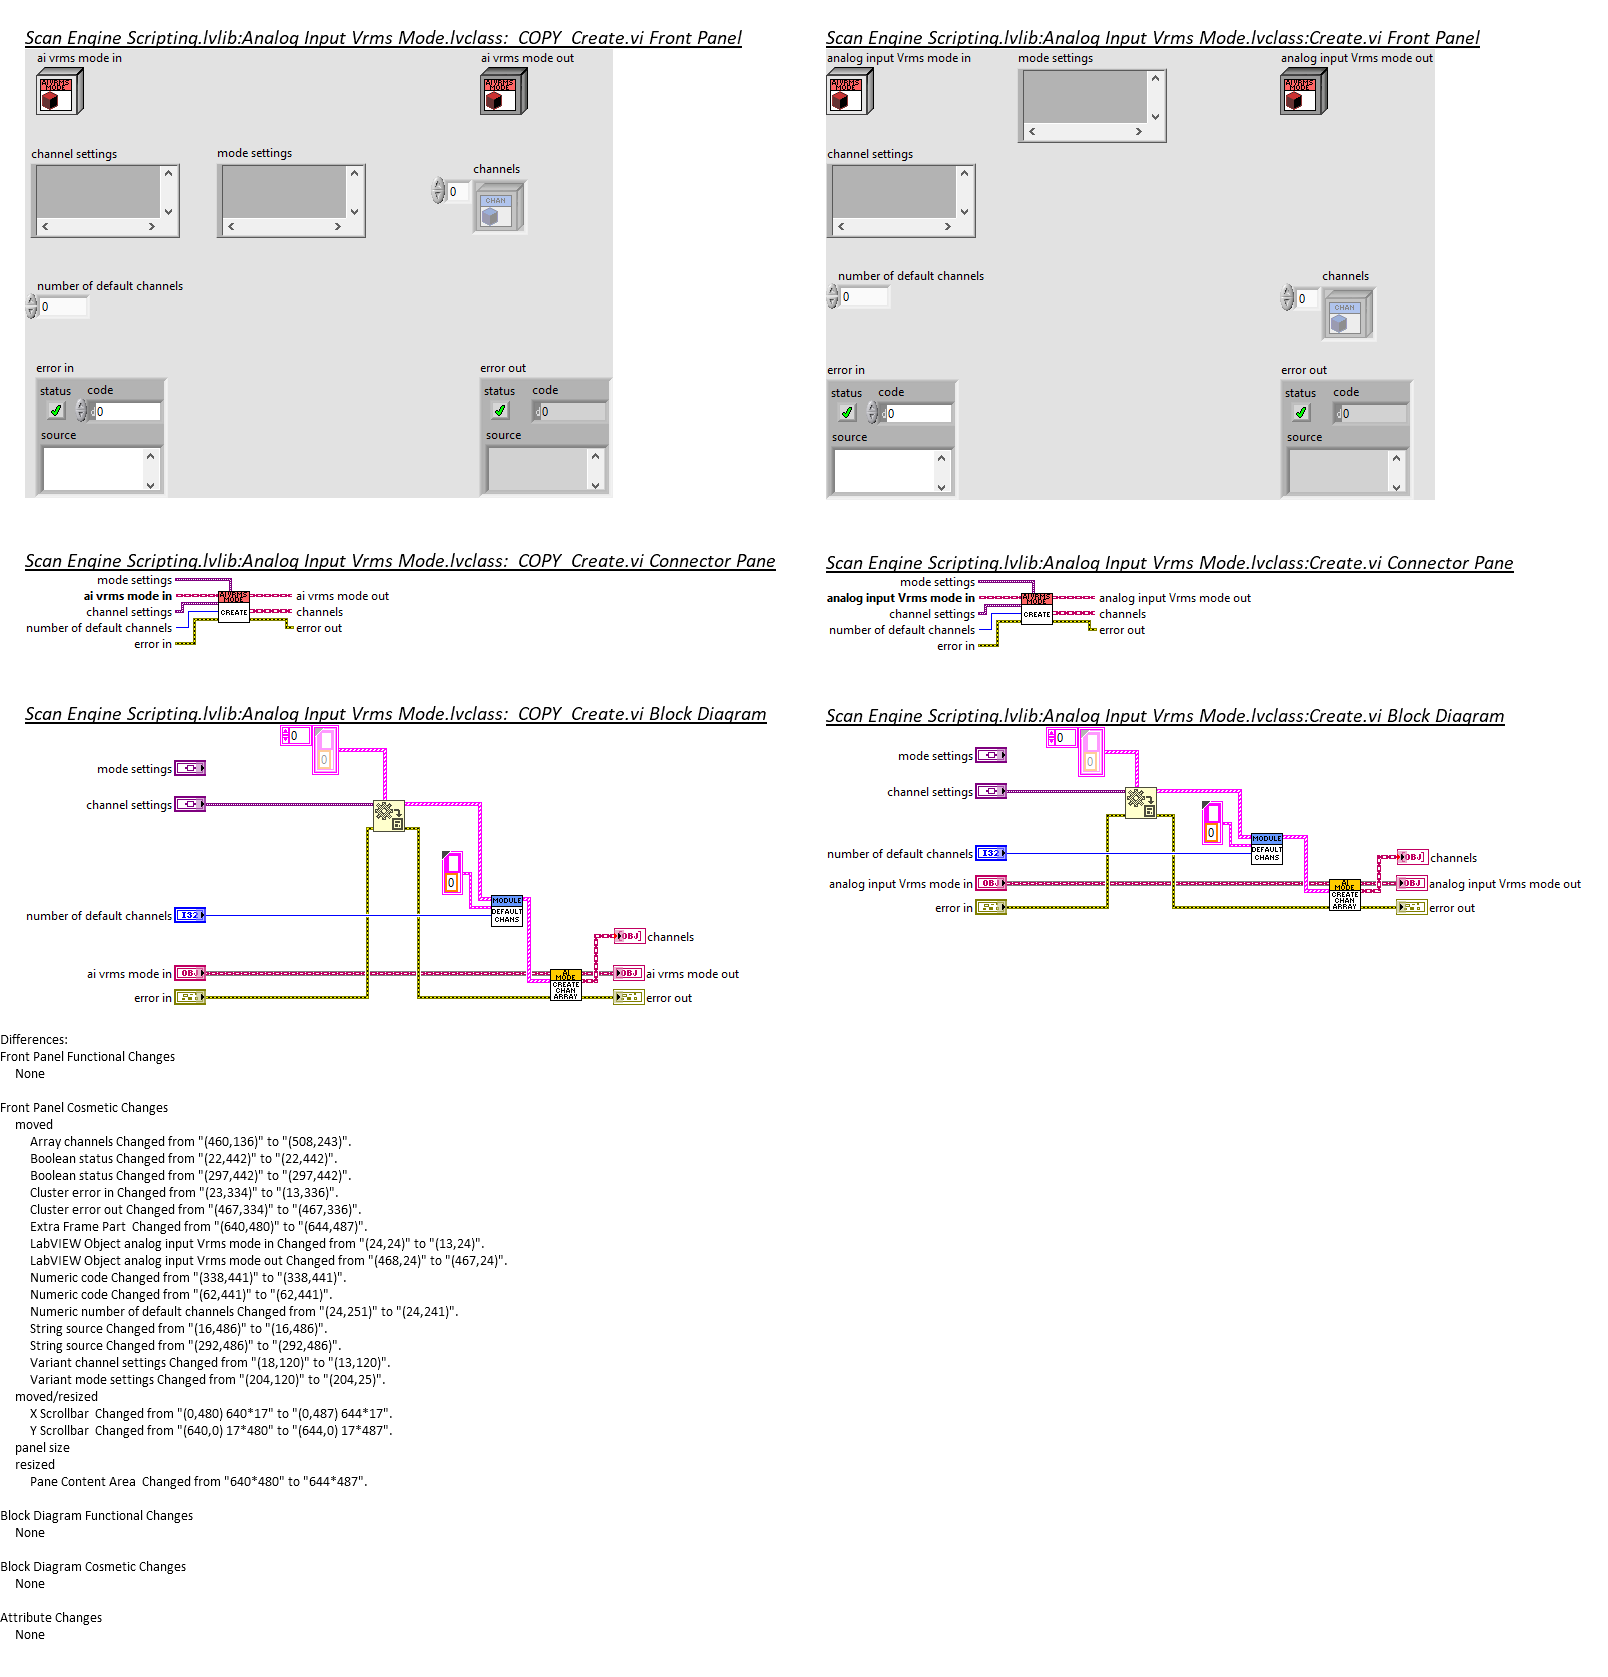 Scan Engine Scripting.lvlib:Analog Input Vrms Mode.lvclass:_COPY_Create.vi Front Panel
ai vrms mode in
ai vrms mode out
AI VRMS
MODE
AI VRMS
MODE
channel settings
mode settings
channels
0
CHAN
number of default channels
0
error in
error out
status code
0
status code
0
source
source
Scan Engine Scripting.lvlib:Analog Input Vrms Mode.lvclass:Create.vi Front Panel
analog input Vrms mode in
mode settings
analog input Vrms mode out
AI VRMS
MODE
AI VRMS
MODE
channel settings
number of default channels
0
channels
0
CHAN
error in
error out
status code
0
status code
0
source
source
Scan Engine Scripting.lvlib:Analog Input Vrms Mode.lvclass:_COPY_Create.vi Connector Pane
mode settings
ai vrms mode in
channel settings
number of default channels
error in
AI VRMS
MODE
CREATE
ai vrms mode out
channels
error out
Scan Engine Scripting.lvlib:Analog Input Vrms Mode.lvclass:Create.vi Connector Pane
mode settings
analog input Vrms mode in
channel settings
number of default channels
error in
AI VRMS
MODE
CREATE
analog input Vrms mode out
channels
error out
Scan Engine Scripting.lvlib:Analog Input Vrms Mode.lvclass:_COPY_Create.vi Block Diagram
0
0
mode settings
channel settings
0
MODULE
DEFAULT
CHANS
number of default channels
I32
channels
OBJ
ai vrms mode in
OBJ
AI
MODE
CREATE
CHAN
ARRAY
OBJ
ai vrms mode out
error in
error out
Scan Engine Scripting.lvlib:Analog Input Vrms Mode.lvclass:Create.vi Block Diagram
0
0
mode settings
channel settings
0
MODULE
DEFAULT
CHANS
number of default channels
I32
OBJ
channels
analog input Vrms mode in
OBJ
AI
MODE
CREATE
CHAN
ARRAY
OBJ
analog input Vrms mode out
error in
error out
Differences:
Front Panel Functional Changes
None
Front Panel Cosmetic Changes
moved
Array channels Changed from "(460,136)" to "(508,243)".
Boolean status Changed from "(22,442)" to "(22,442)".
Boolean status Changed from "(297,442)" to "(297,442)".
Cluster error in Changed from "(23,334)" to "(13,336)".
Cluster error out Changed from "(467,334)" to "(467,336)".
Extra Frame Part  Changed from "(640,480)" to "(644,487)".
LabVIEW Object analog input Vrms mode in Changed from "(24,24)" to "(13,24)".
LabVIEW Object analog input Vrms mode out Changed from "(468,24)" to "(467,24)".
Numeric code Changed from "(338,441)" to "(338,441)".
Numeric code Changed from "(62,441)" to "(62,441)".
Numeric number of default channels Changed from "(24,251)" to "(24,241)".
String source Changed from "(16,486)" to "(16,486)".
String source Changed from "(292,486)" to "(292,486)".
Variant channel settings Changed from "(18,120)" to "(13,120)".
Variant mode settings Changed from "(204,120)" to "(204,25)".
moved/resized
X Scrollbar  Changed from "(0,480) 640*17" to "(0,487) 644*17".
Y Scrollbar  Changed from "(640,0) 17*480" to "(644,0) 17*487".
panel size
resized
Pane Content Area  Changed from "640*480" to "644*487".
Block Diagram Functional Changes
None
Block Diagram Cosmetic Changes
None
Attribute Changes
None